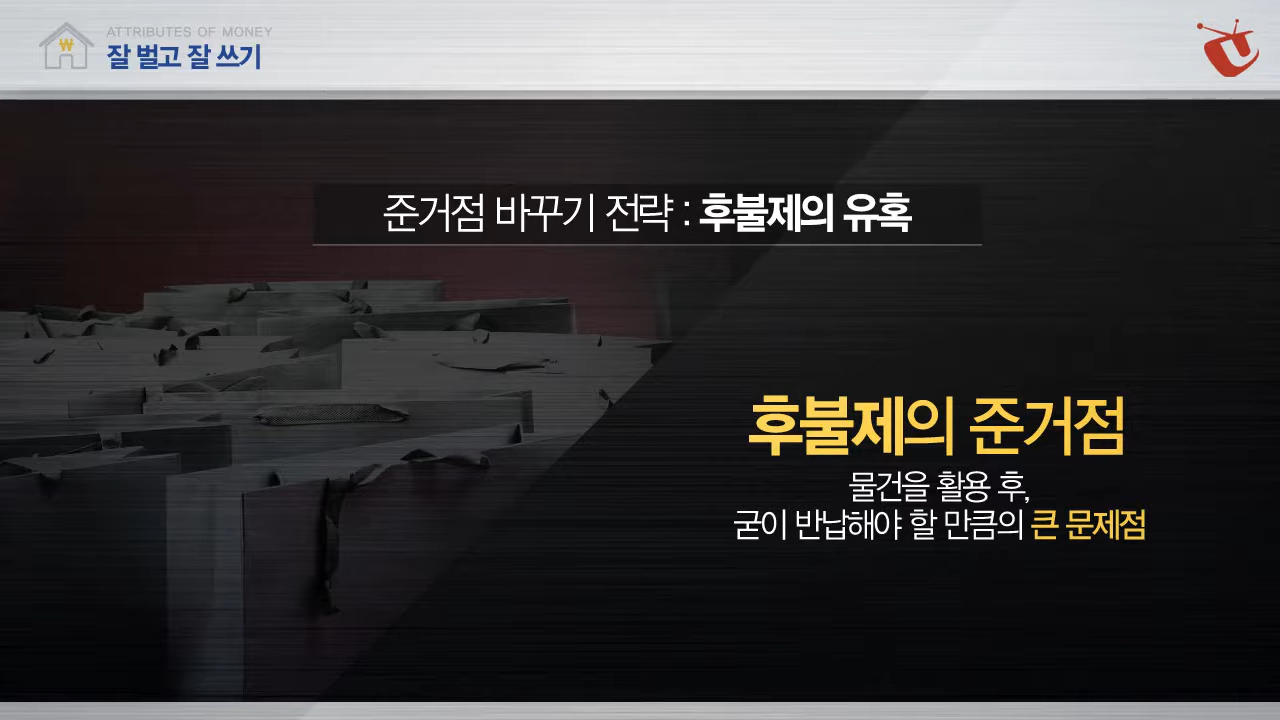 ATTRIBUTES OF MONEY
잘 벌고 잘 쓰기
준거점 바꾸기 전략 : 후불제의 유혹
후불제의 준거점
물건을 활용 후,
굳이 반납해야 할 만큼의 큰 문제점